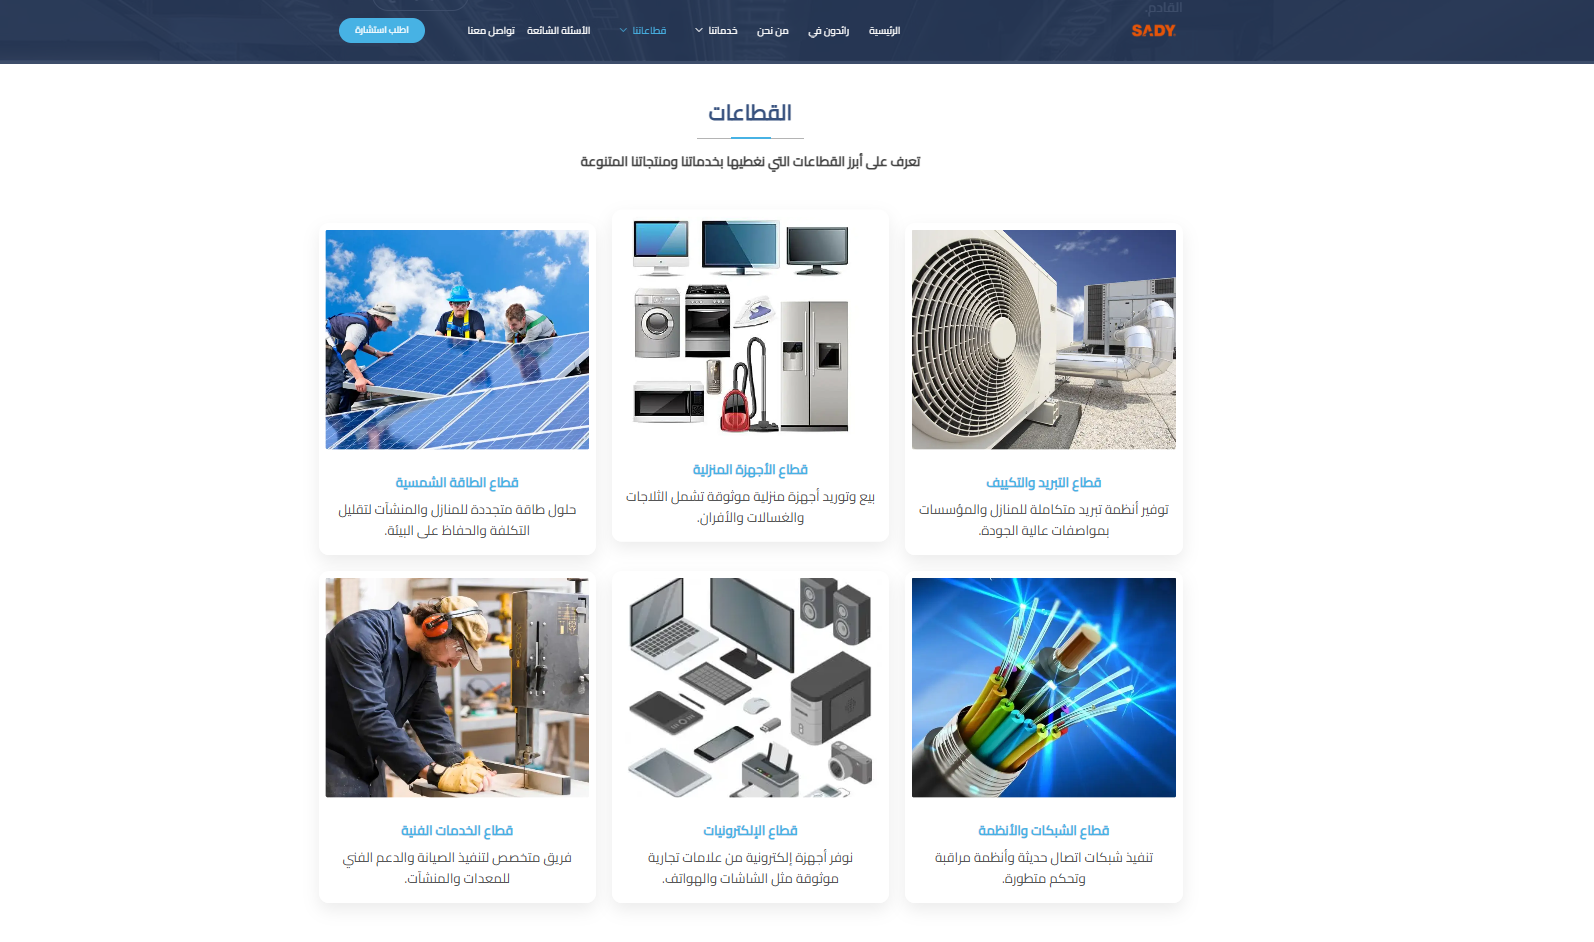 القادم.
SADY
الرئيسية
رائدون في
من نحن
خدماتنا
قطاعاتنا
الأسئلة الشائعة
تواصل معنا
اطلب استشارة
القطاعات
تعرف على أبرز القطاعات التي نغطيها بخدماتنا ومنتجاتنا المتنوعة
قطاع التبريد والتكييف
توفير أنظمة تبريد متكاملة للمنازل والمؤسسات
بمواصفات عالية الجودة.
قطاع الأجهزة المنزلية
بيع وتوريد أجهزة منزلية موثوقة تشمل الثلاجات
والغسالات والأفران.
قطاع الطاقة الشمسية
حلول طاقة متجددة للمنازل والمنشآت لتقليل
التكلفة والحفاظ على البيئة.
قطاع الشبكات والأنظمة
تنفيذ شبكات اتصال حديثة وأنظمة مراقبة
وتحكم متطورة.
قطاع الإلكترونيات
نوفر أجهزة إلكترونية من علامات تجارية
موثوقة مثل الشاشات والهواتف.
قطاع الخدمات الفنية
فريق متخصص لتنفيذ الصيانة والدعم الفني
للمعدات والمنشآت.